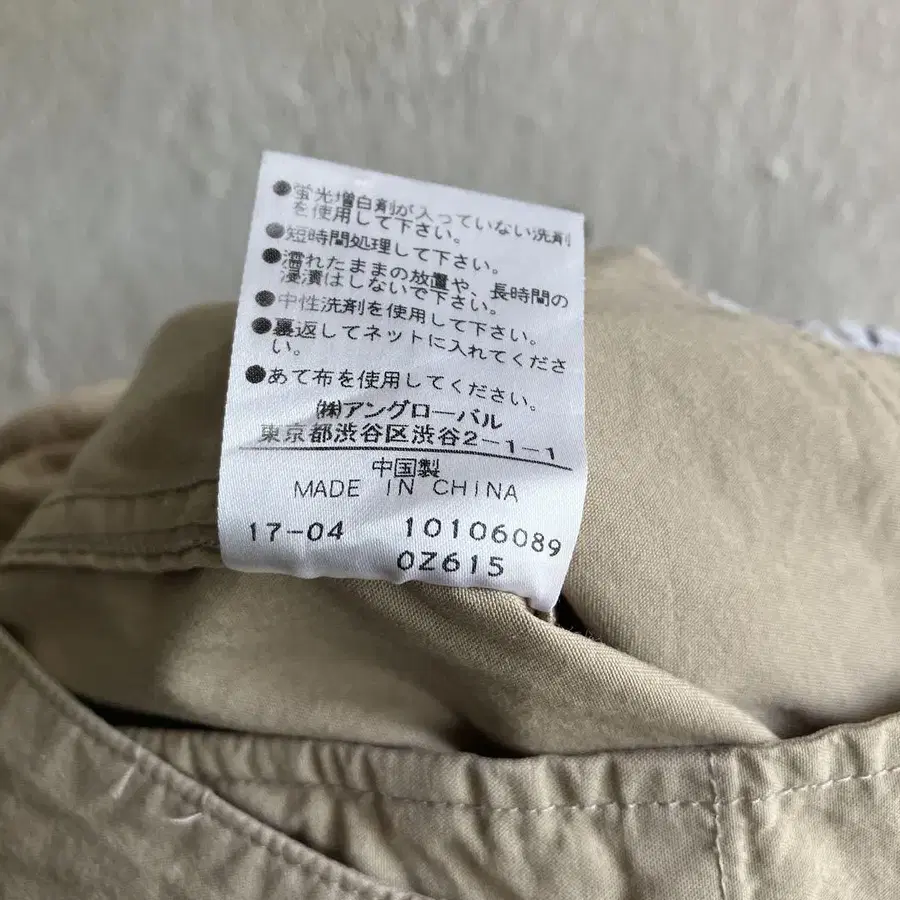 ●蛍光増白剤が入っていない洗剤
を使用して下さい。
●短時間処理して下さい。
●濡れたままの放置や、長時間の
浸漬はしないで下さい。
●中性洗剤を使用して下さい。
●裏返してネットに入れてくださ
い。
●あて布を使用してください。
㈱アングローバル
東京都渋谷区渋谷2-1-1
中国製
MADE IN CHINA
17-04 10106089
0Z615